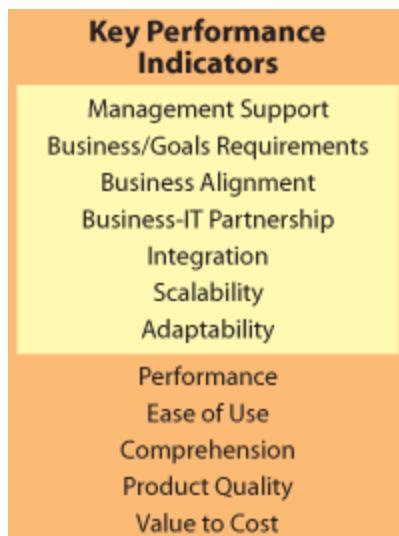 Key Performance
Indicators
Management Support
Business/Goals Requirements
Business Alignment
Business-IT Partnership
Integration
Scalability
Adaptability
Performance
Ease of Use
Comprehension
Product Quality
Value to Cost